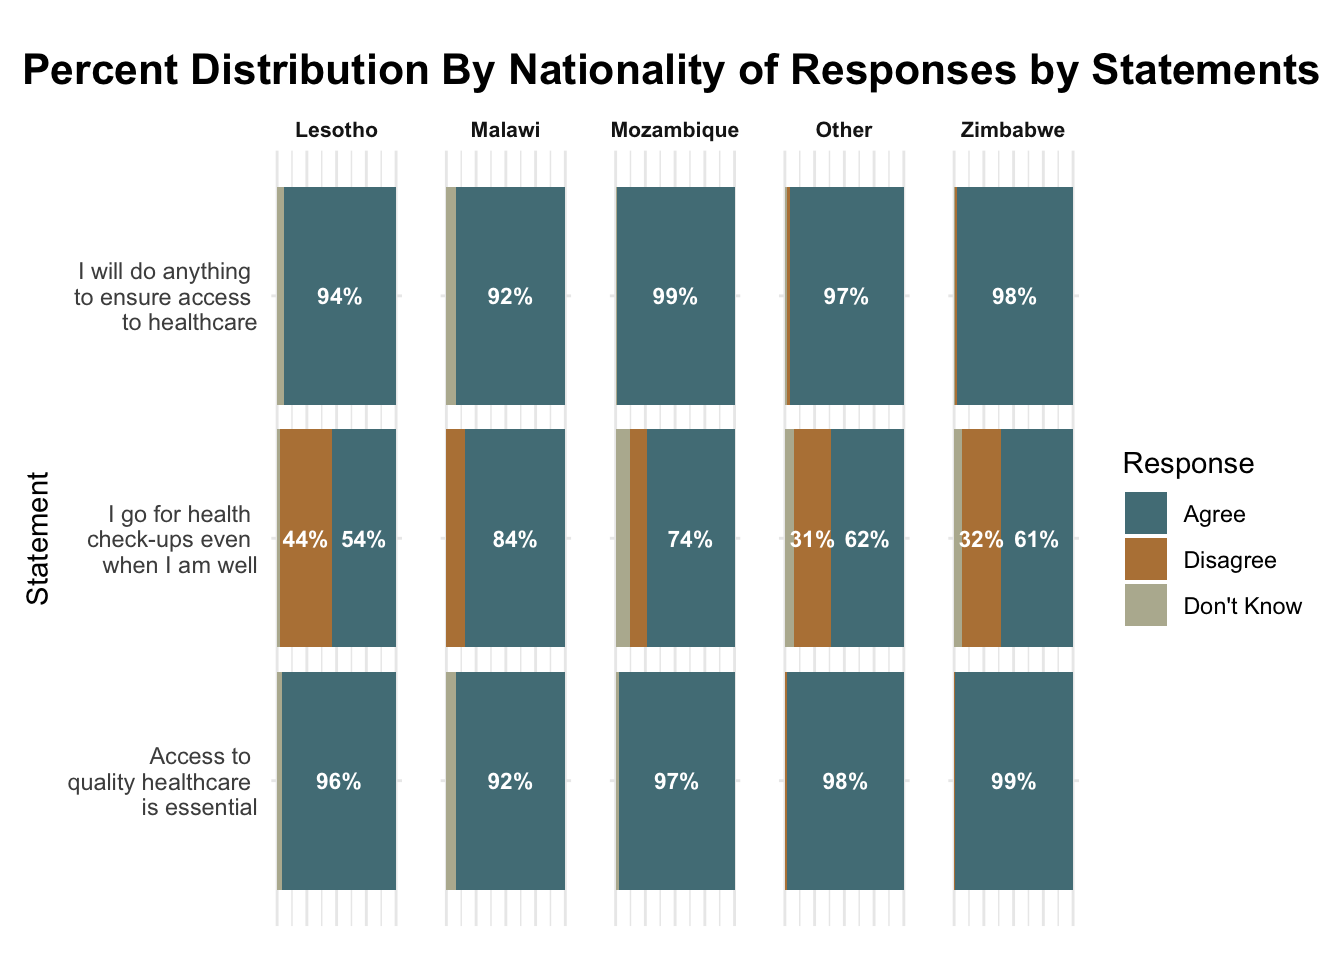 Percent Distribution By Nationality of Responses by Statements
Lesotho Malawi Mozambique Other Zimbabwe
I will do anything
to ensure access
to healthcare
94% 92% 99% 97% 98%
Statement
I go for health
check-ups even
when I am well
44% 54% 84% 74% 31% 62% 32% 61%
Access to
quality healthcare
is essential
96% 92% 97% 98% 99%
Response
Agree
Disagree
Don't Know